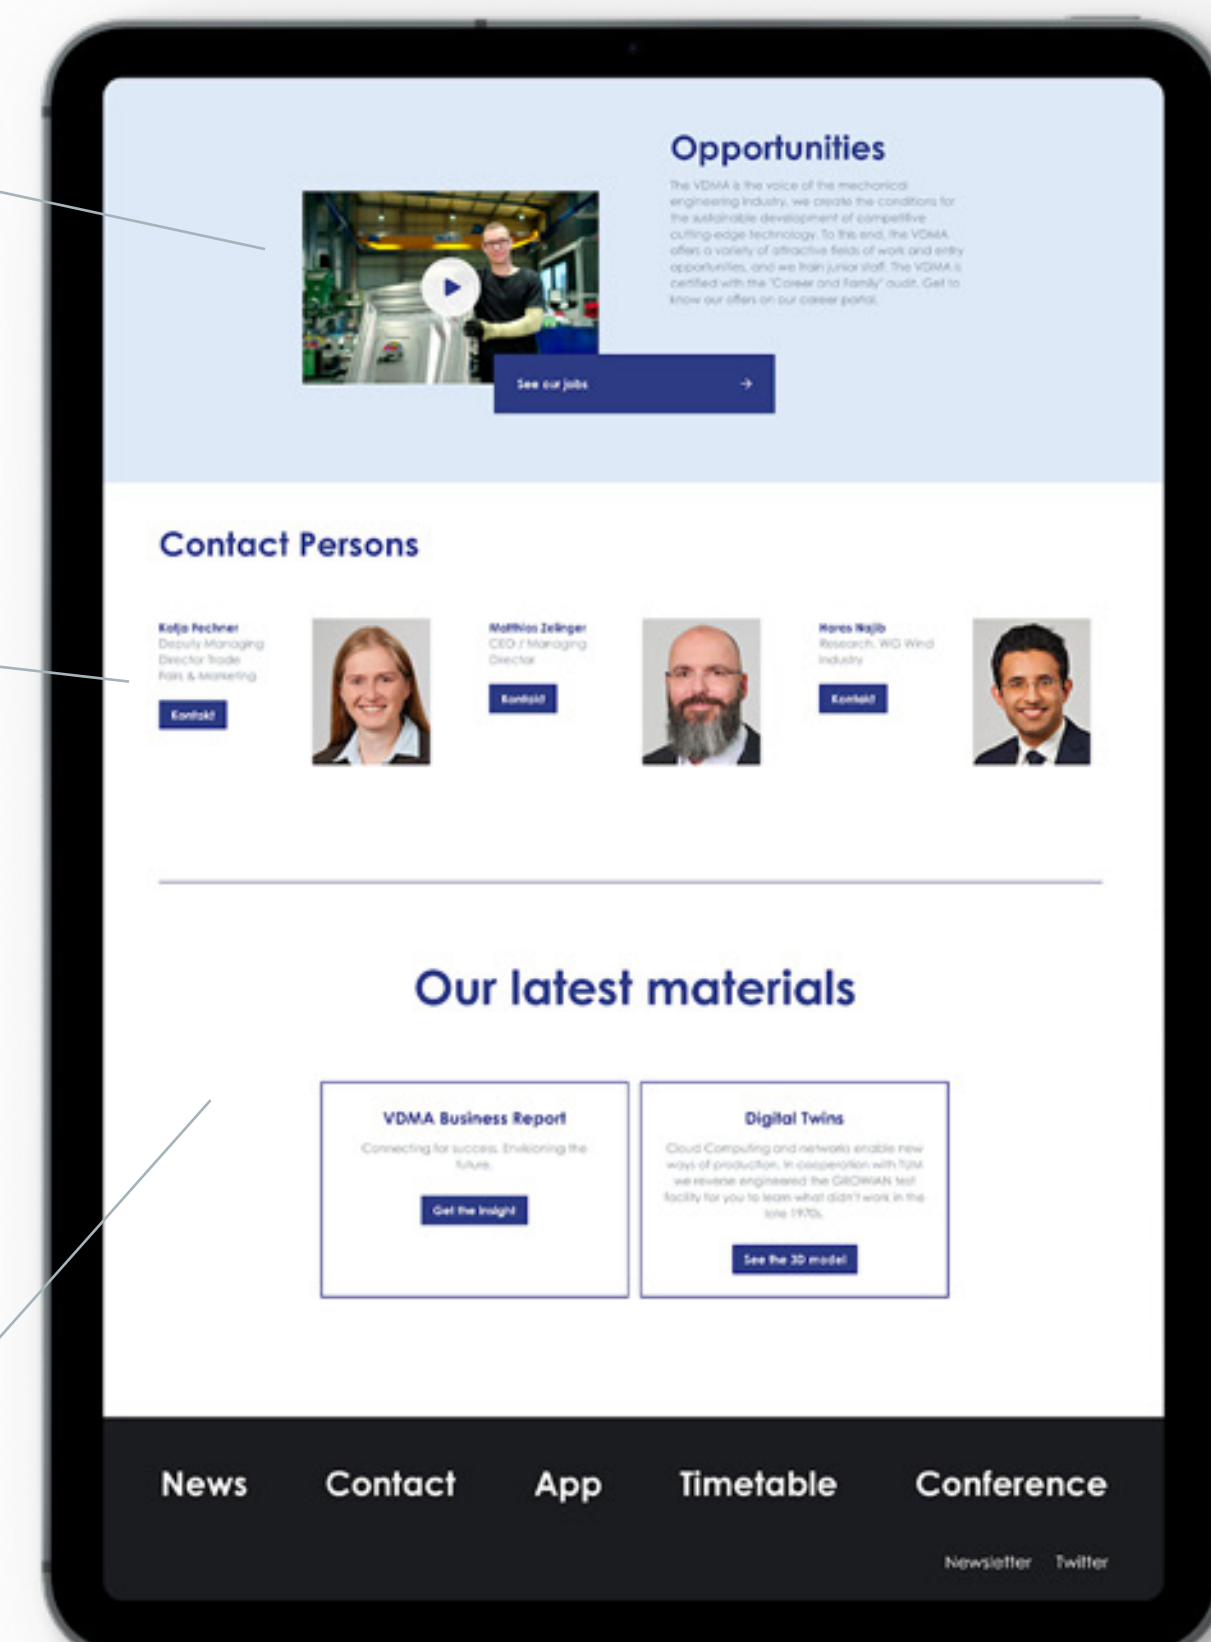 Opportunities
The VDMA is the voice of the mechanical
engineering industry, we create the conditions for
the sustainable development of competitive
cutting-edge technology. To this end, the VDMA
offers a variety of attractive fields of work and entry
opportunities, and we train junior staff. The VDMA is
certified with the "Career and Family" audit. Get to
know our offers on our career portal.
See our jobs
Contact Persons
Katja Pechner
Deputy Managing
Director Trade
Fairs & Marketing
Kontakt
Matthias Zelinger
CEO / Managing
Director
Kontakt
Haras Najib
Research, WG Wind
Industry
Kontakt
Our latest materials
VDMA Business Report
Connecting for success. Envisioning the
future.
Get the insight
Digital Twins
Cloud Computing and networks enable new
ways of production. In cooperation with TUM
we reverse engineered the GROWIAN test
facility for you to learn what didn't work in the
late 1970s.
See the 3D model
News Contact App Timetable Conference
Newsletter Twitter